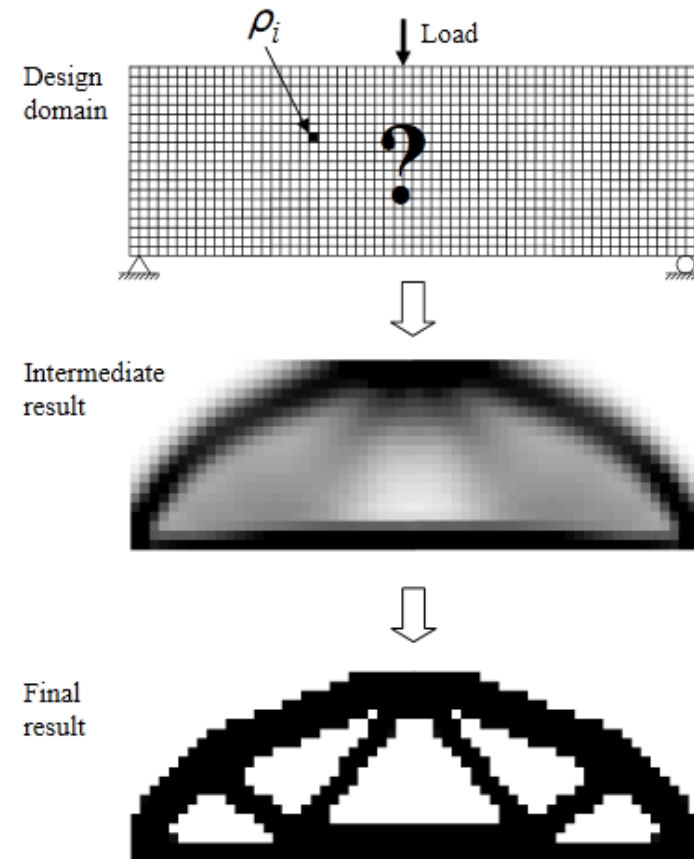 ρᵢ
Load
Design
domain
?
Intermediate
result
Final
result